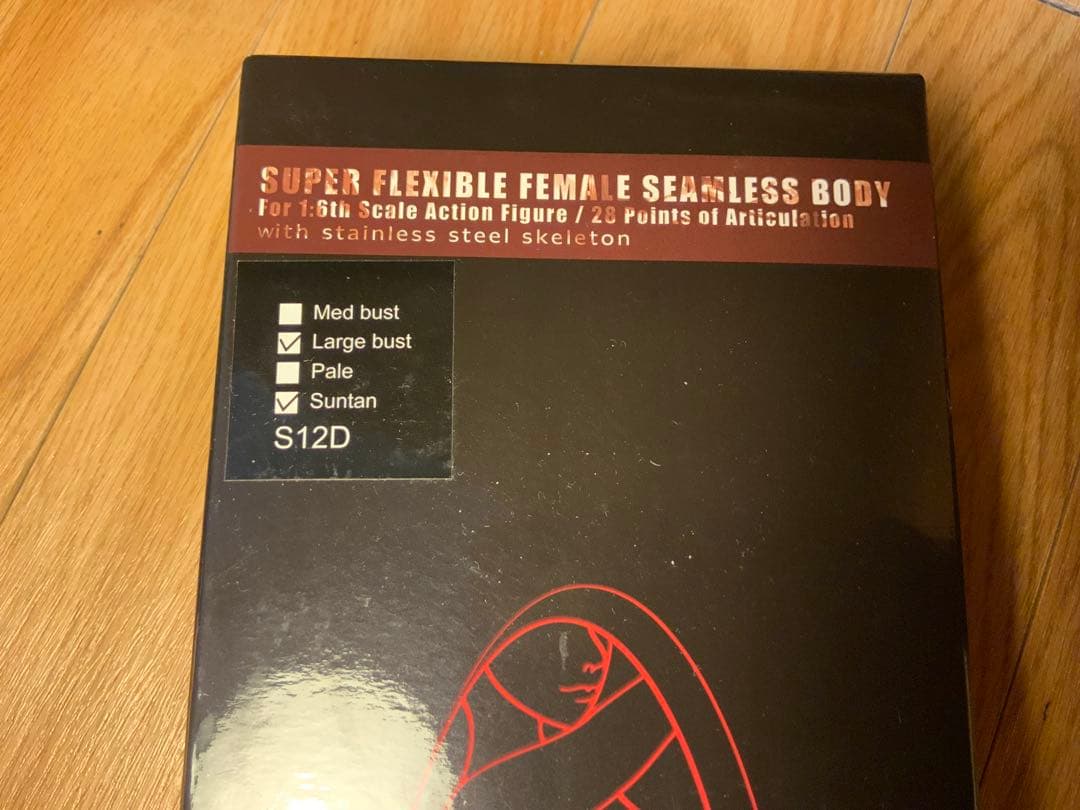 SUPER FLEXIBLE FEMALE SEAMLESS BODY
For 1:6th Scale Action Figure / 28 Points of Articulation
with stainless steel skeleton
Med bust
Large bust
Pale
Suntan
S12D